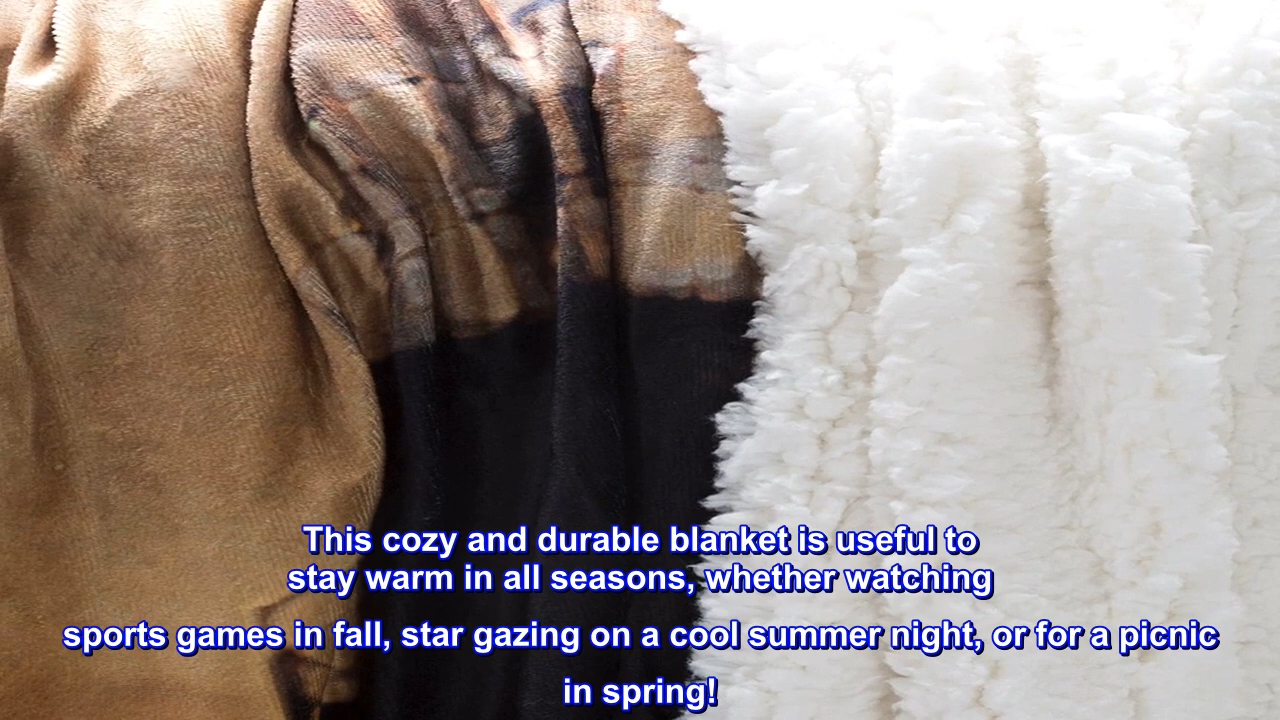 This cozy and durable blanket is useful to
stay warm in all seasons, whether watching
sports games in fall, star gazing on a cool summer night, or for a picnic
in spring!